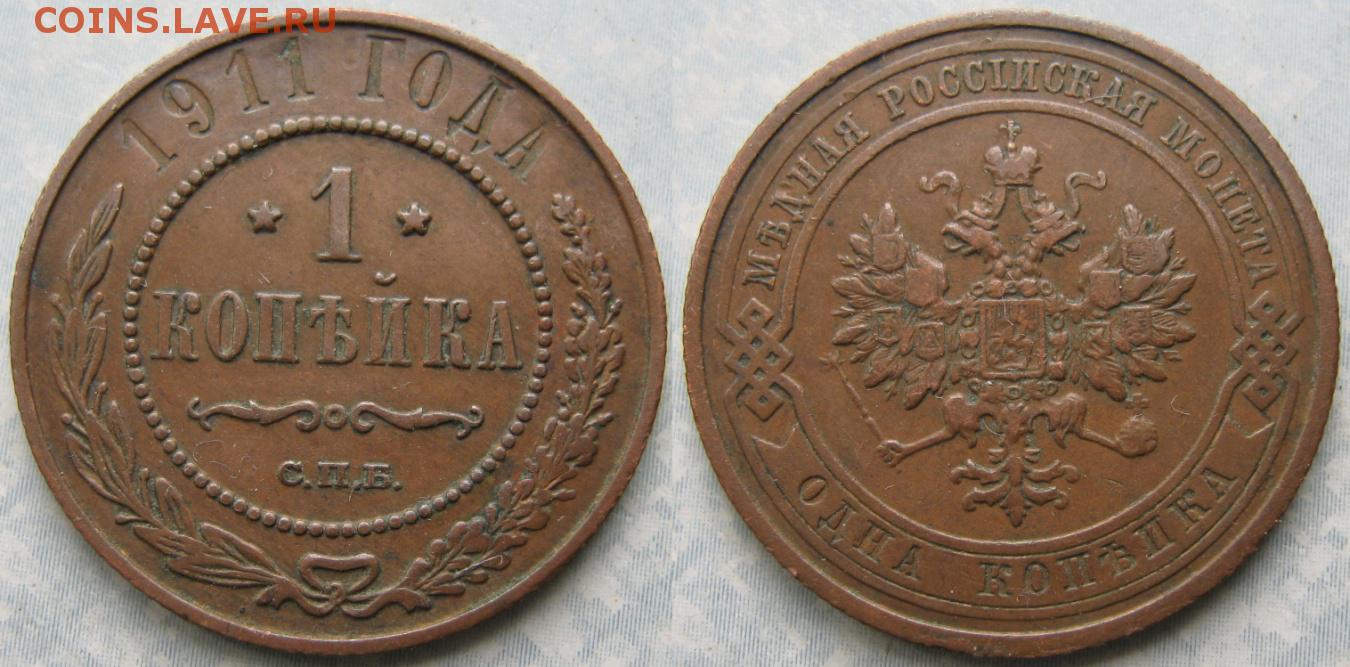 COINS.LAVE.RU
1911 ГОДА
1
КОПѢЙКА
С.П.Б.
МѢДНАЯ РОССІЙСКАЯ МОНЕТА
ОДНА КОПѢЙКА